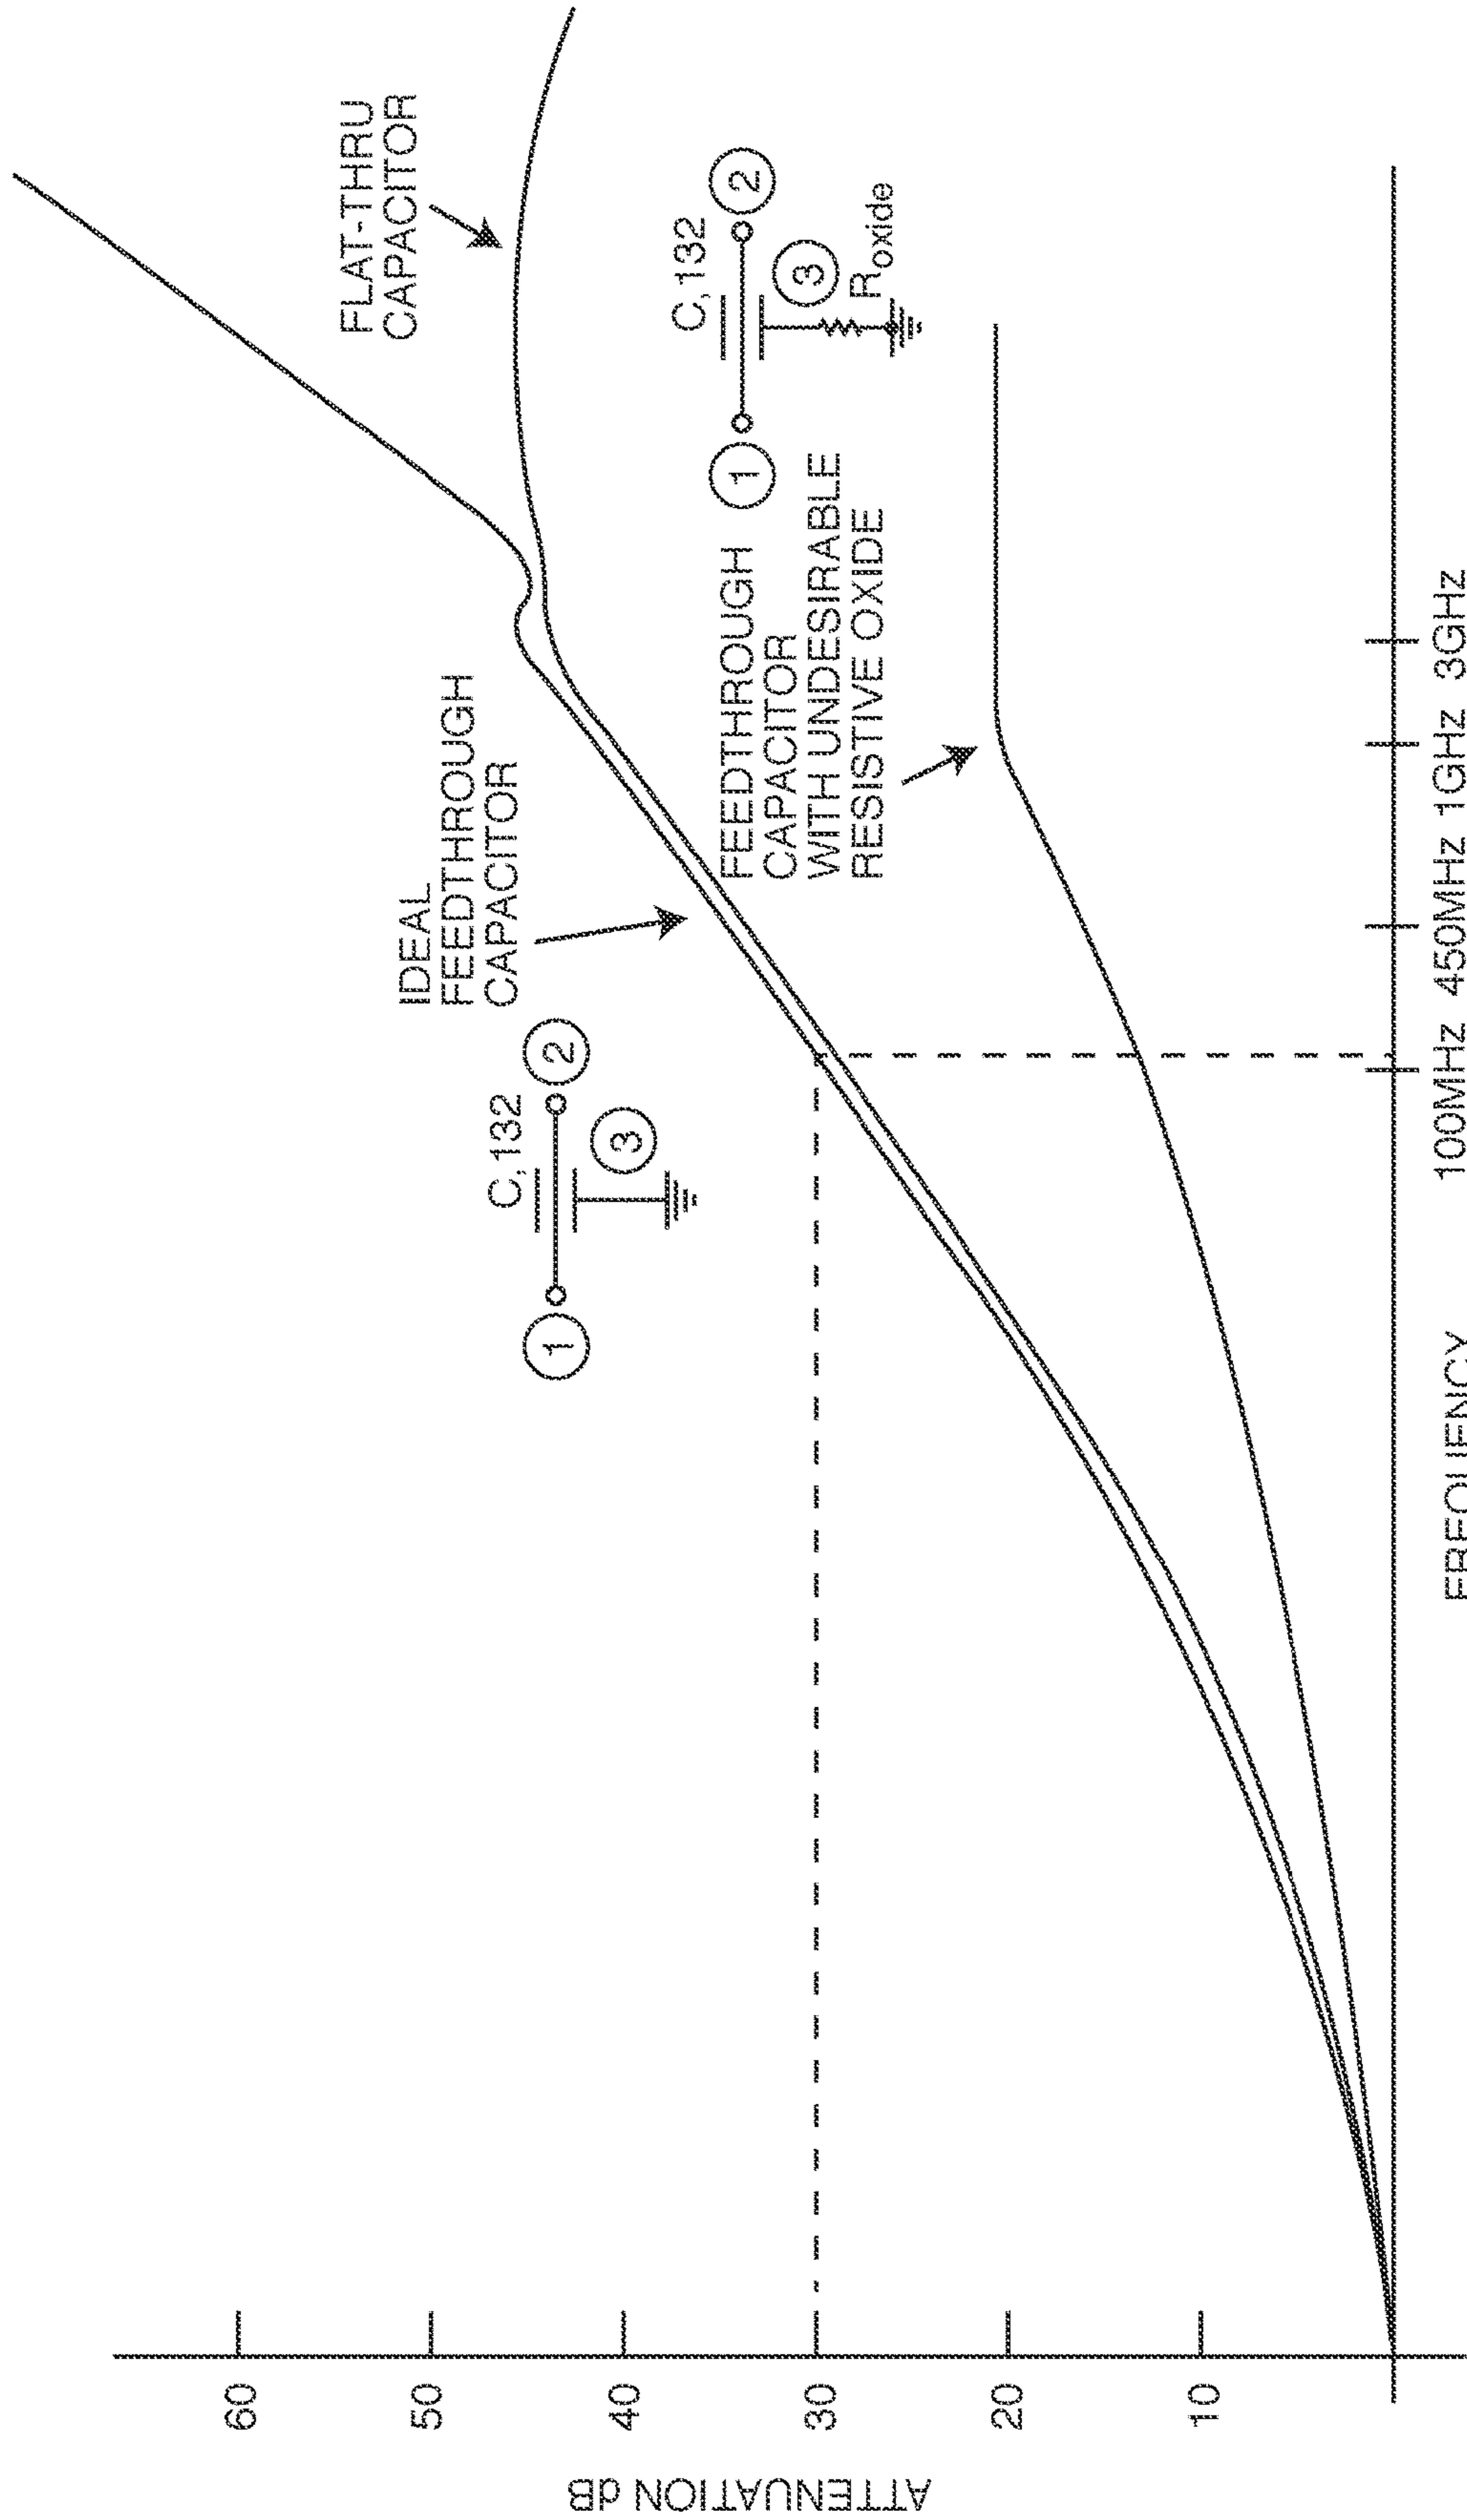 FLAT-THRU
CAPACITOR
IDEAL
FEEDTHROUGH
CAPACITOR
C,132
1
2
3
C,132
1
2
3
Roxide
FEEDTHROUGH
CAPACITOR
WITH UNDESIRABLE
RESISTIVE OXIDE
ATTENUATION dB
60
50
40
30
20
10
100MHz 450MHz 1GHz 3GHz
FREQUENCY